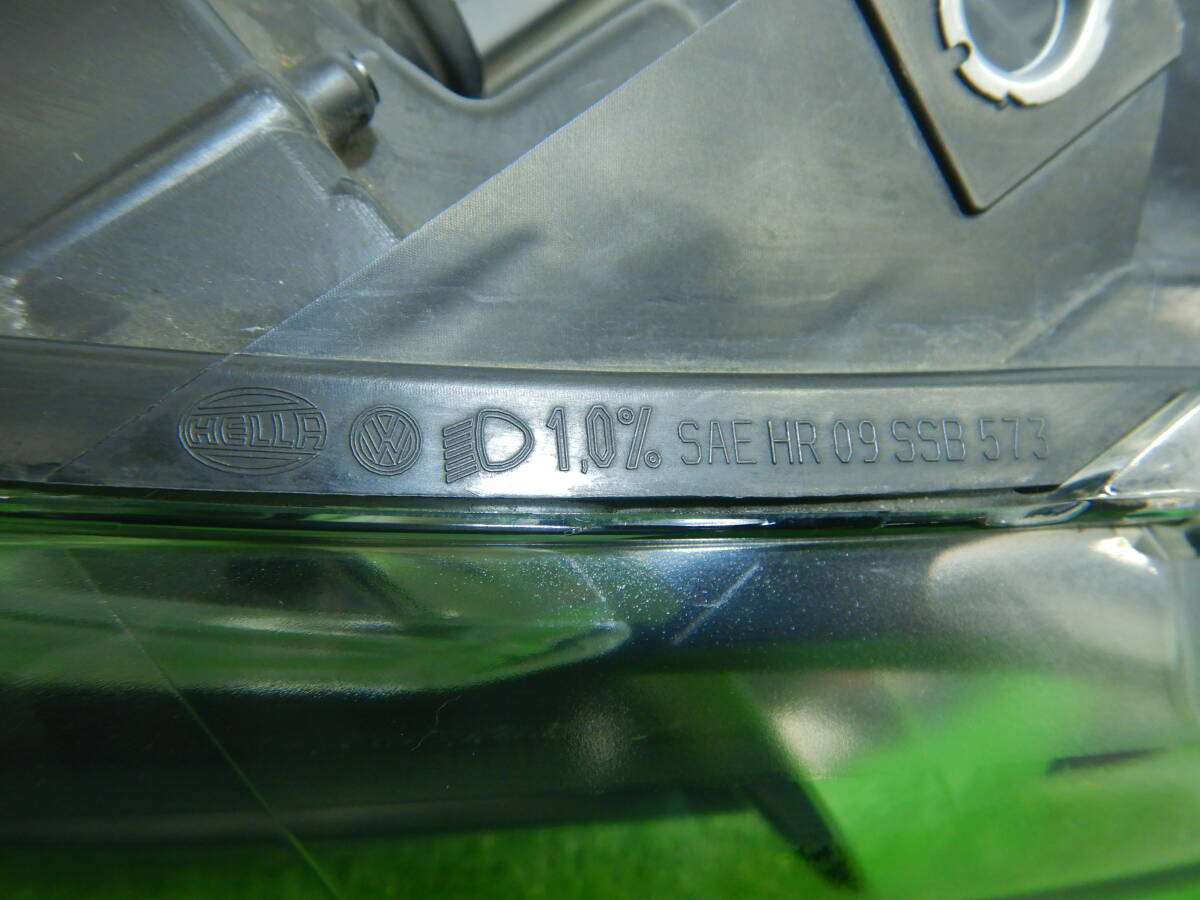 HELLA VW 1,0% SAE HR 09 SSB 573